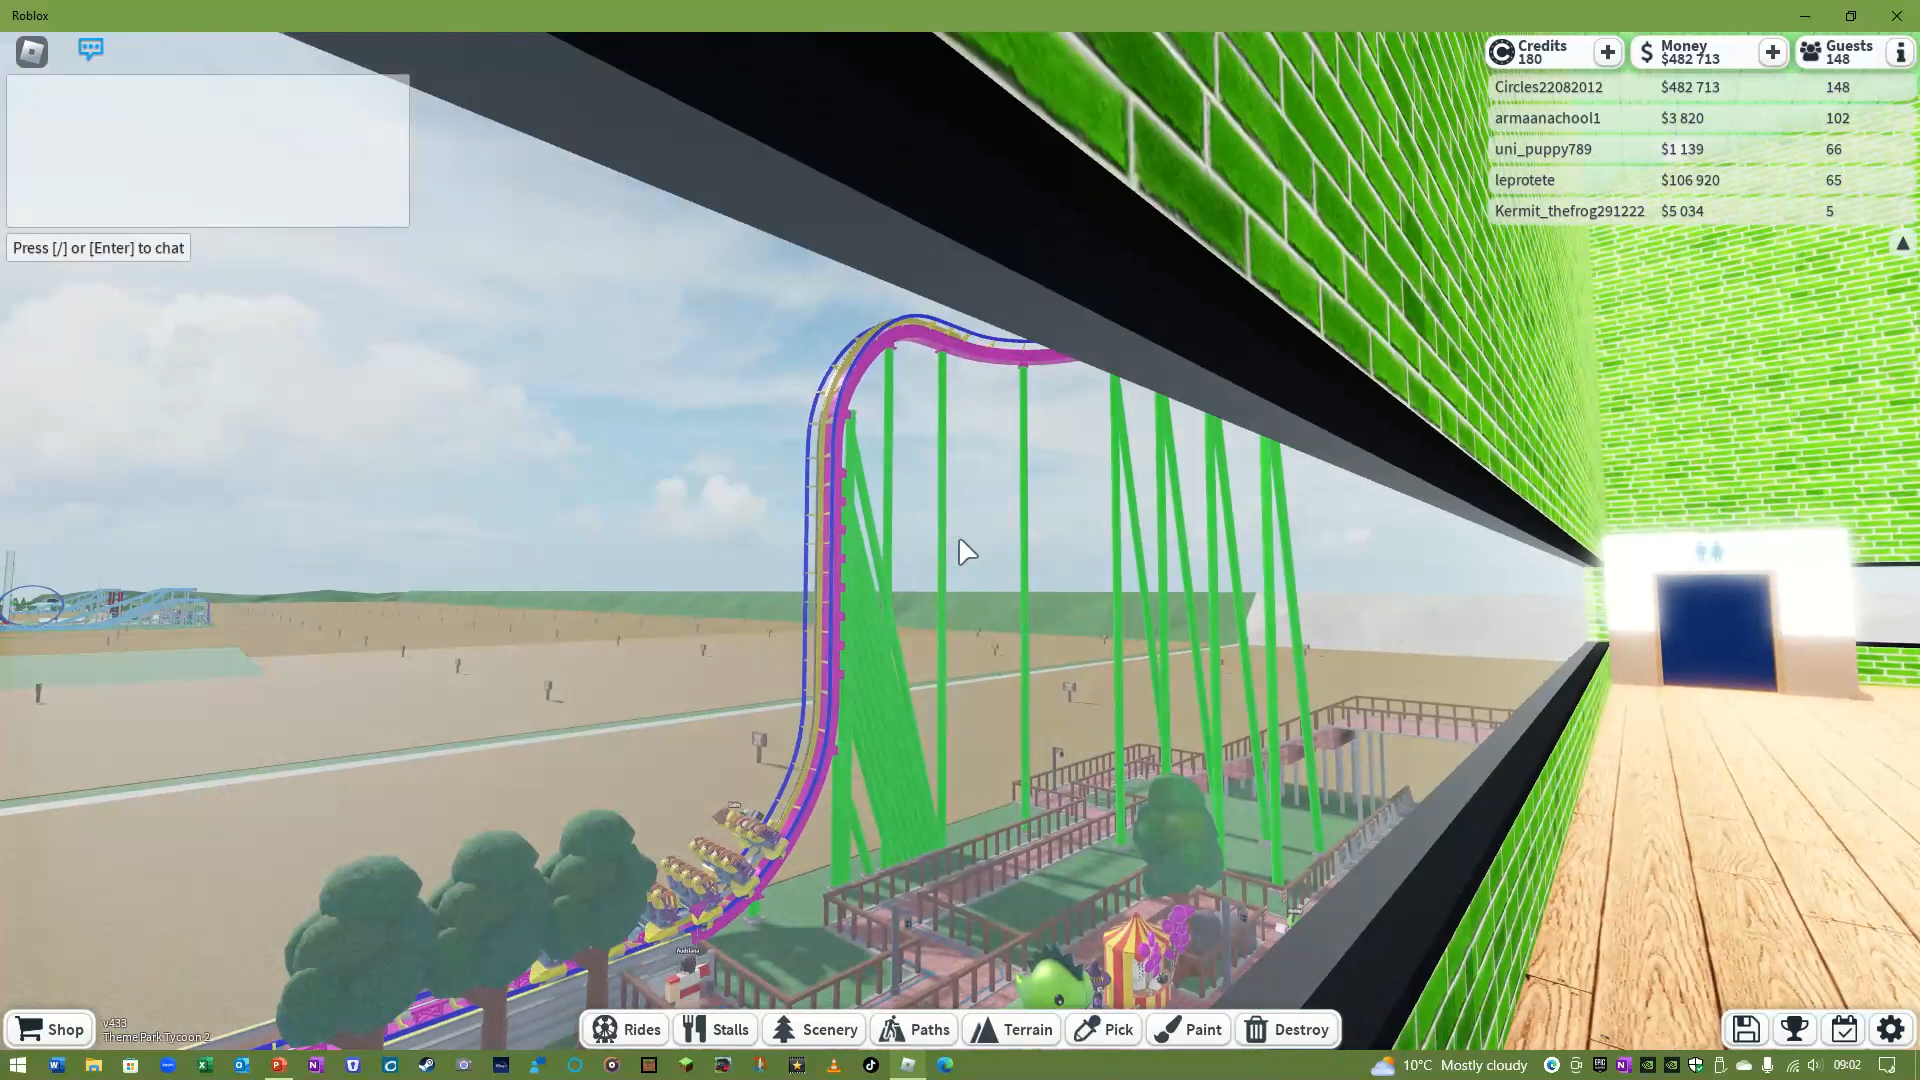 Roblox
Credits
180
Money
$482 713
Guests
148
Circles22082012 $482 713 148
armaanachool1 $3 820 102
uni_puppy789 $1 139 66
leprotete $106 920 65
Kermit_thefrog291222 $5 034 5
Press [/] or [Enter] to chat
Shop
v433
Theme Park Tycoon 2
Rides
Stalls
Scenery
Paths
Terrain
Pick
Paint
Destroy
10°C Mostly cloudy
09:02